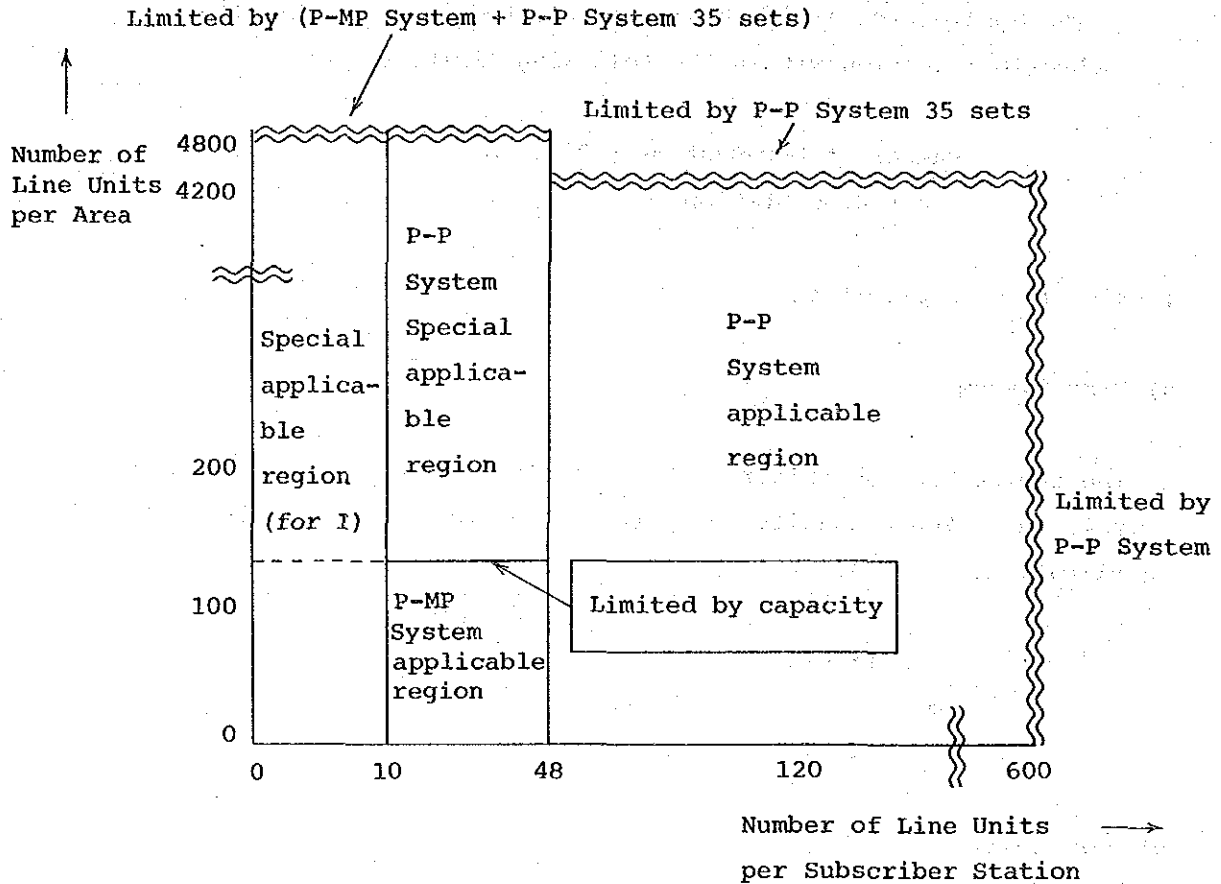 Limited by (P-MP System + P-P System 35 sets)
Limited by P-P System 35 sets
Number of
Line Units
per Area
4800
4200
200
100
0
Special
applica-
ble
region
(for I)
P-P
System
Special
applica-
ble
region
P-MP
System
applicable
region
P-P
System
applicable
region
Limited by capacity
Limited by
P-P System
0 10 48 120 600
Number of Line Units
per Subscriber Station